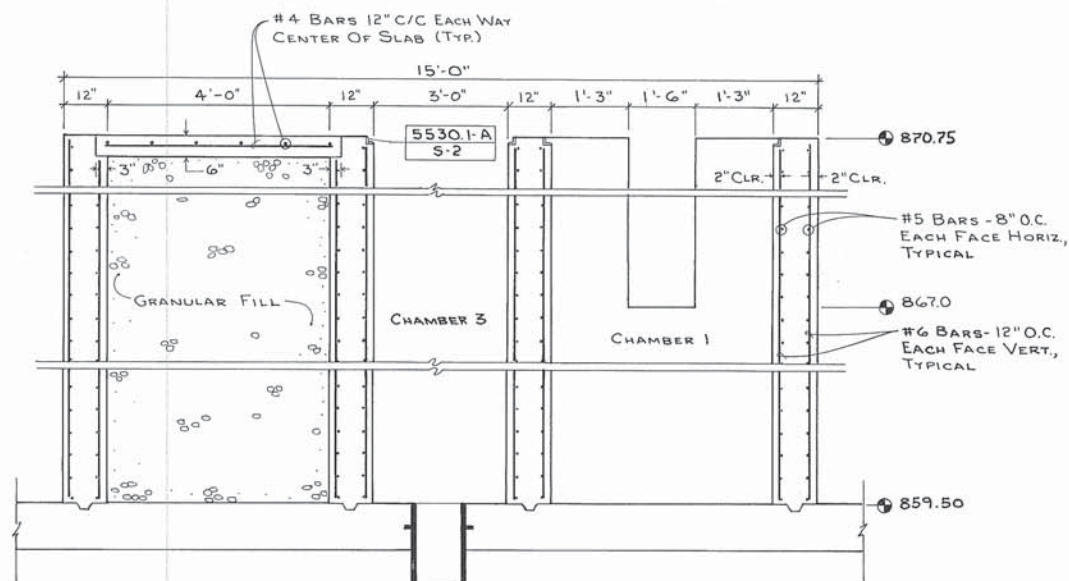 #4 BARS 12" C/C EACH WAY
CENTER OF SLAB (TYP.)
15'-0"
12"
4'-0"
12"
3'-0"
12"
1'-3"
1'-6"
1'-3"
12"
5530.1-A
S-2
870.75
3"
6"
3"
2" CLR.
2" CLR.
#5 BARS - 8" O.C.
EACH FACE HORIZ.,
TYPICAL
GRANULAR FILL
CHAMBER 3
867.0
CHAMBER 1
#6 BARS- 12" O.C.
EACH FACE VERT.,
TYPICAL
859.50